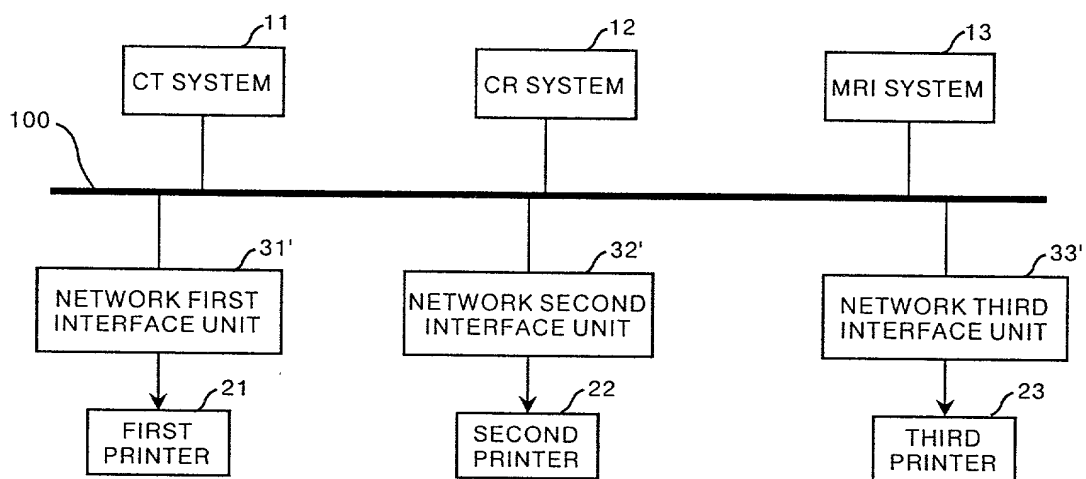 11
CT SYSTEM
12
CR SYSTEM
13
MRI SYSTEM
100
31'
NETWORK FIRST
INTERFACE UNIT
32'
NETWORK SECOND
INTERFACE UNIT
33'
NETWORK THIRD
INTERFACE UNIT
21
FIRST
PRINTER
22
SECOND
PRINTER
23
THIRD
PRINTER